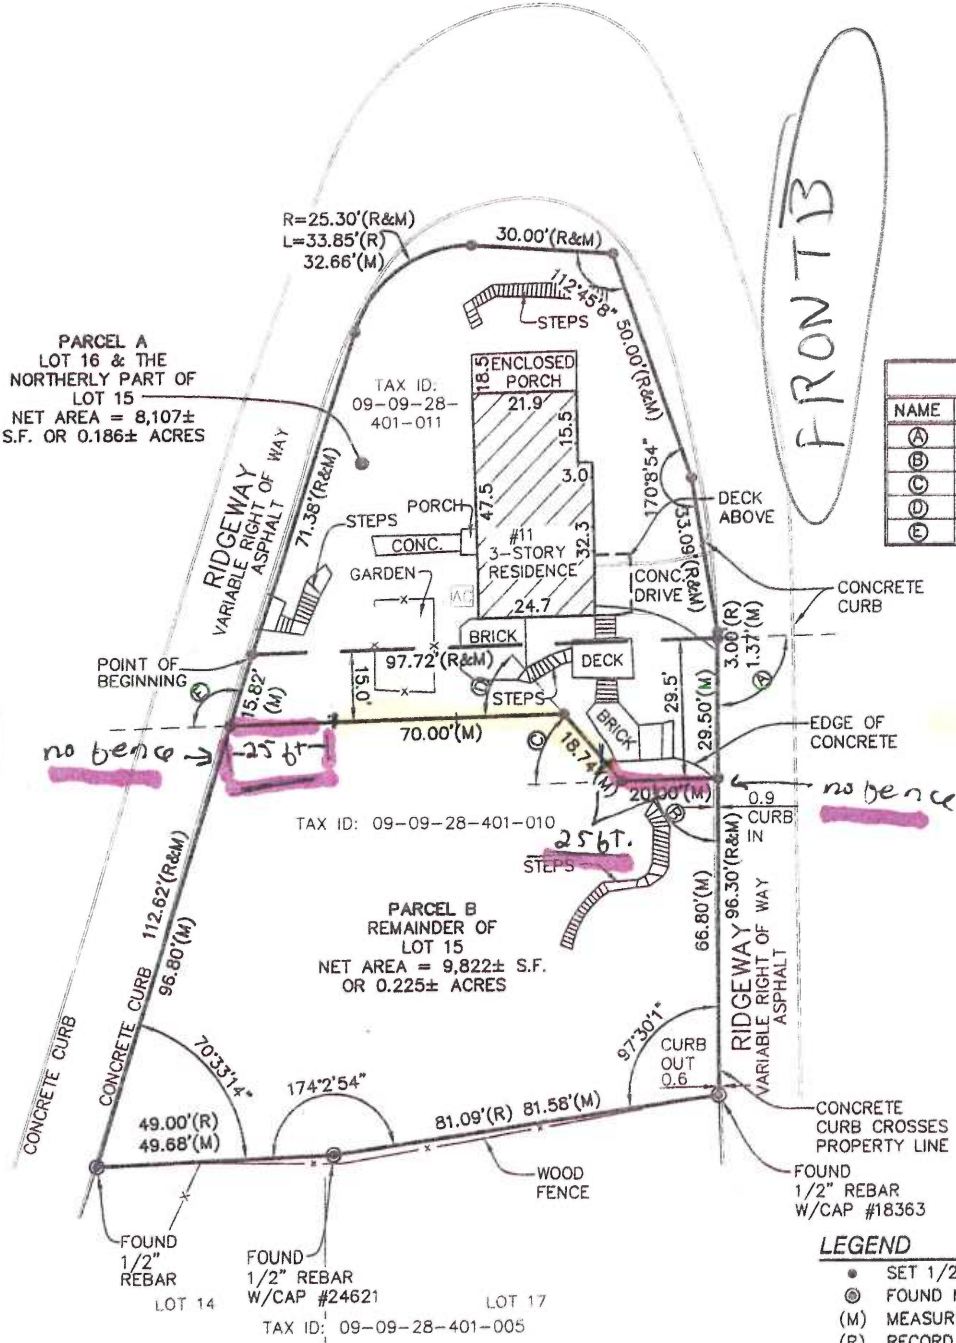 FRONT B
R=25.30'(R&M)
L=33.85'(R)
32.66'(M)
30.00'(R&M)
112°45'8"
50.00'(R&M)
STEPS
PARCEL A
LOT 16 & THE
NORTHERLY PART OF
LOT 15
NET AREA = 8,107±
S.F. OR 0.186± ACRES
TAX ID:
09-09-28-
401-011
18.5
ENCLOSED
PORCH
21.9
15.5
3.0
NAME
A
B
C
D
E
RIDGEWAY
VARIABLE RIGHT OF WAY
ASPHALT
71.38'(R&M)
STEPS
PORCH
CONC.
47.5
#11
3-STORY
RESIDENCE
32.3
170°8'54"
DECK
ABOVE
53.09'(R&M)
GARDEN
AC
24.7
CONC.
DRIVE
CONCRETE
CURB
BRICK
3.00'(R)
1.37'(M)
A
POINT OF
BEGINNING
97.72'(R&M)
DECK
E
15.82'
(M)
15.0'
STEPS
29.5'
29.50'(M)
BRICK
EDGE OF
CONCRETE
no bence
25 ft
70.00'(M)
C
18.74'(M)
20.00'(M)
no bence
0.9
CURB
IN
B
TAX ID: 09-09-28-401-010
25 bt.
STEPS
112.62'(R&M)
96.80'(M)
96.30'(R&M)
66.80'(M)
PARCEL B
REMAINDER OF
LOT 15
NET AREA = 9,822± S.F.
OR 0.225± ACRES
RIDGEWAY
VARIABLE RIGHT OF WAY
ASPHALT
CONCRETE CURB
CONCRETE CURB
70°33'14"
174°2'54"
97°30'1"
CURB
OUT
0.6
49.00'(R)
49.68'(M)
81.09'(R) 81.58'(M)
CONCRETE
CURB CROSSES
PROPERTY LINE
WOOD
FENCE
FOUND
1/2" REBAR
W/CAP #18363
FOUND
1/2"
REBAR
FOUND
1/2" REBAR
W/CAP #24621
LOT 14
LOT 17
TAX ID: 09-09-28-401-005
LEGEND
SET 1/2
FOUND
(M) MEASUR
(R) RECORD